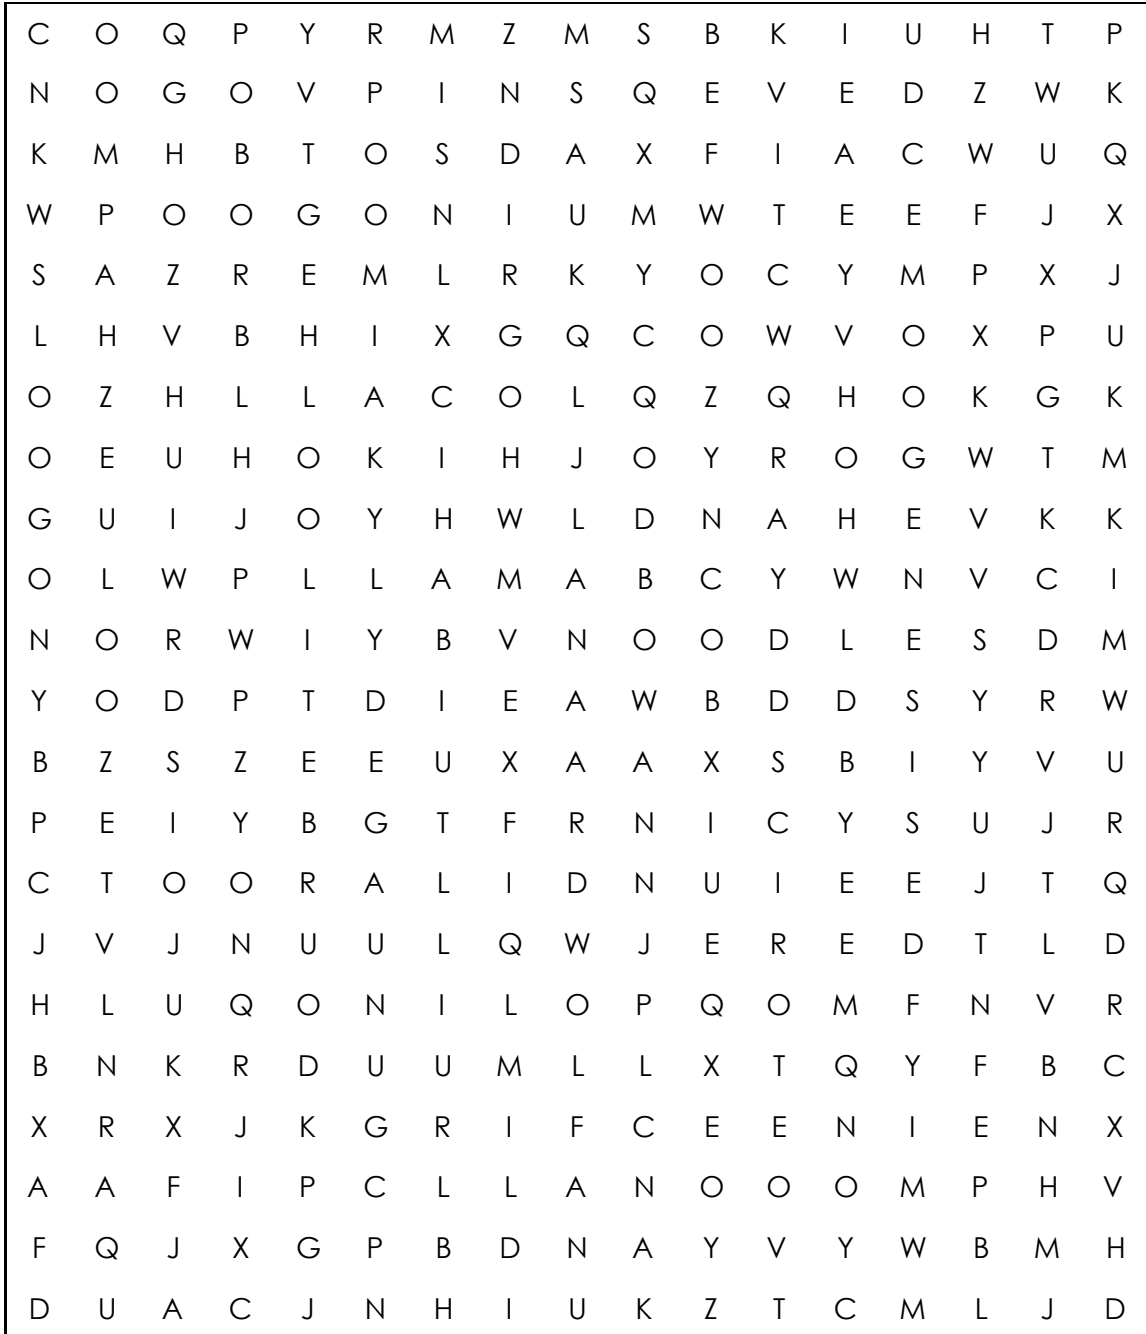 C O Q P Y R M Z M S B K I U H T P
N O G O V P I N S Q E V E D Z W K
K M H B T O S D A X F I A C W U Q
W P O O G O N I U M W T E E F J X
S A Z R E M L R K Y O C Y M P X J
L H V B H I X G Q C O W V O X P U
O Z H L L A C O L Q Z Q H O K G K
O E U H O K I H J O Y R O G W T M
G U I J O Y H W L D N A H E V K K
O L W P L L A M A B C Y W N V C I
N O R W I Y B V N O O D L E S D M
Y O D P T D I E A W B D D S Y R W
B Z S Z E E U X A A X S B I Y V U
P E I Y B G T F R N I C Y S U J R
C T O O R A L I D N U I E E J T Q
J V J N U U L Q W J E R E D T L D
H L U Q O N I L O P Q O M F N V R
B N K R D U U M L L X T Q Y F B C
X R X J K G R I F C E E N I E N X
A A F I P C L L A N O O O M P H V
F Q J X G P B D N A Y V Y W B M H
D U A C J N H I U K Z T C M L J D